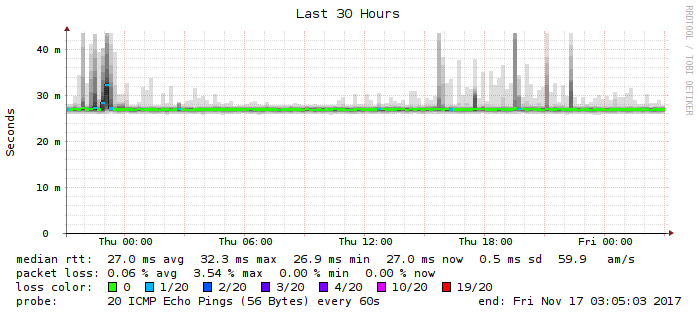 Last 30 Hours
RRDTOOL / TOBI OETIKER
Seconds
40 m
30 m
20 m
10 m
0
Thu 00:00 Thu 06:00 Thu 12:00 Thu 18:00 Fri 00:00
median rtt: 27.0 ms avg 32.3 ms max 26.9 ms min 27.0 ms now 0.5 ms sd 59.9 am/s
packet loss: 0.06 % avg 3.54 % max 0.00 % min 0.00 % now
loss color: 0 1/20 2/20 3/20 4/20 10/20 19/20
probe: 20 ICMP Echo Pings (56 Bytes) every 60s end: Fri Nov 17 03:05:03 2017